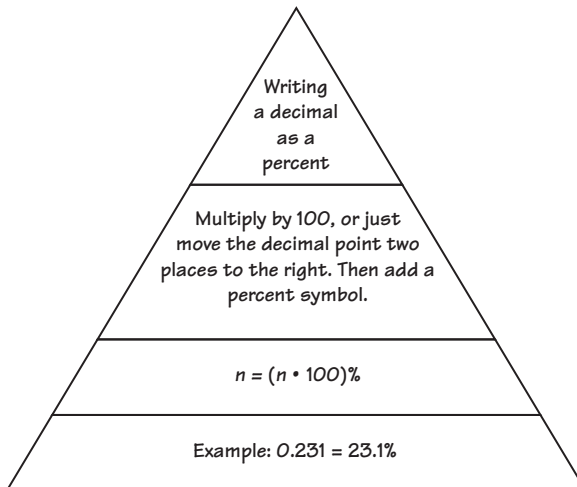 Writing
a decimal
as a
percent
Multiply by 100, or just
move the decimal point two
places to the right. Then add a
percent symbol.
n = (n • 100)%
Example: 0.231 = 23.1%